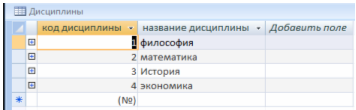 Дисциплины
код дисциплины название дисциплины Добавить поле
1 философия
2 математика
3 История
4 экономика
(№)